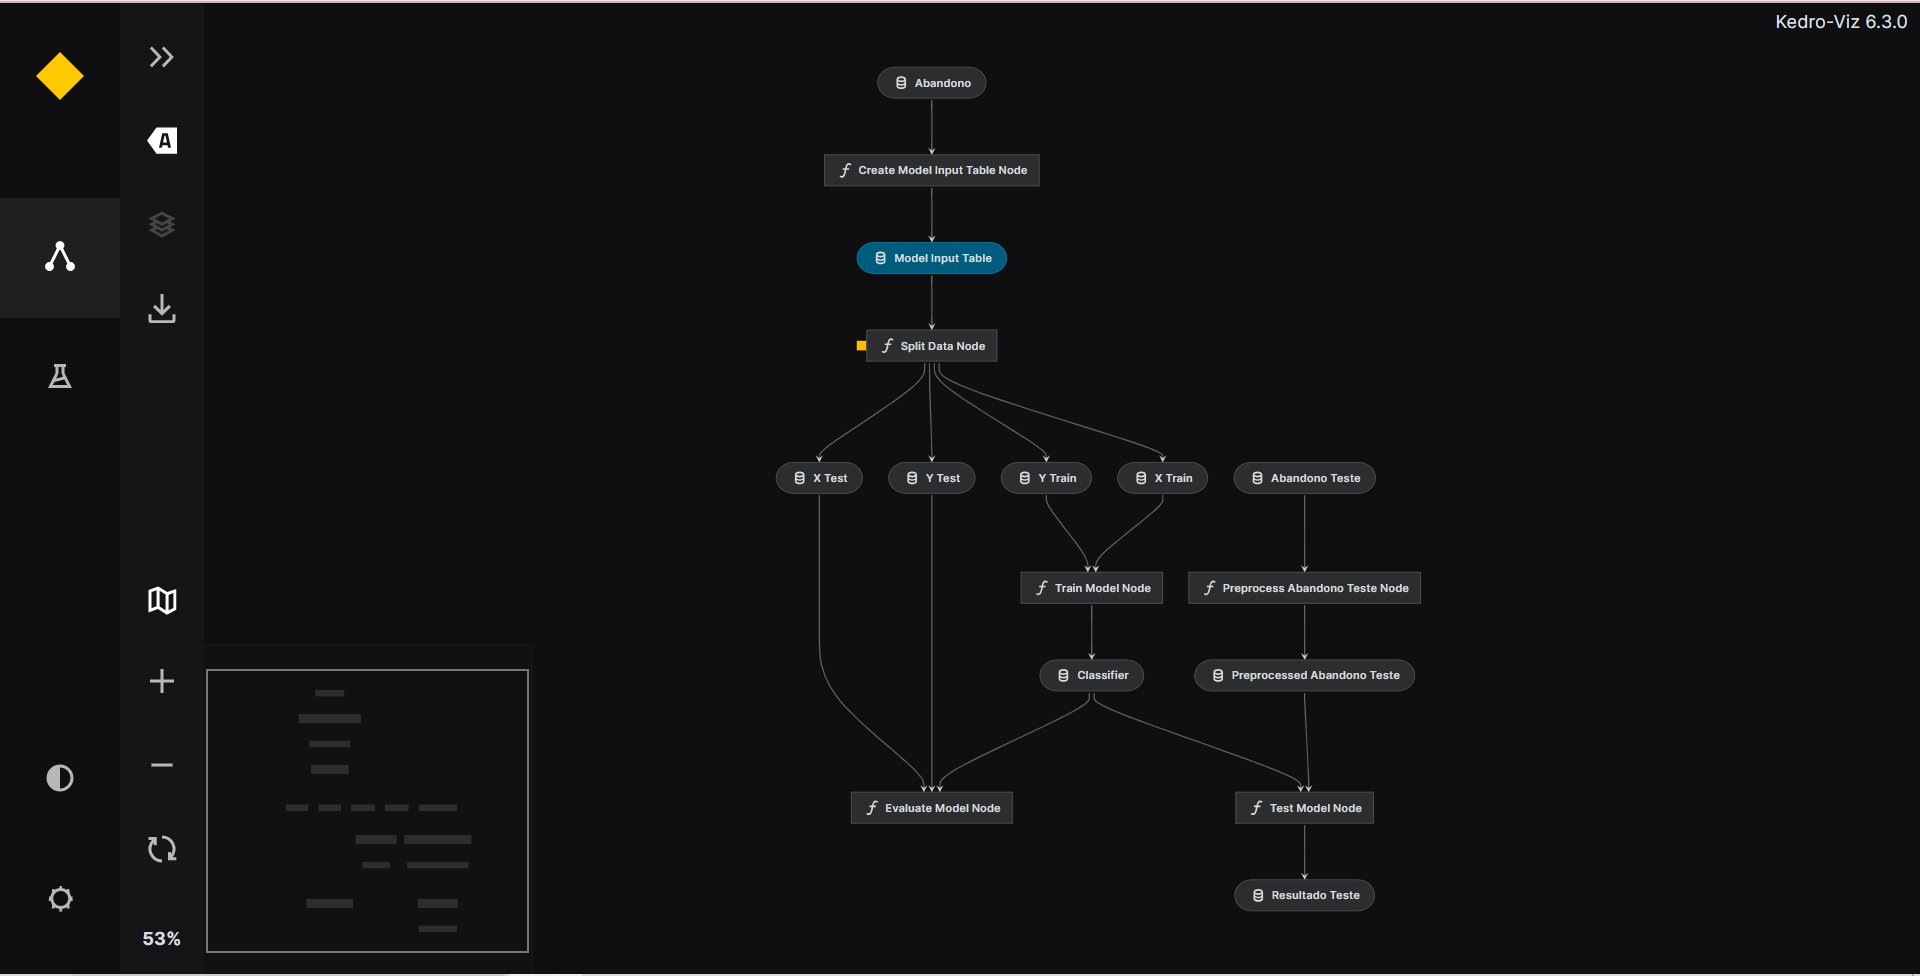 Kedro-Viz 6.3.0
A
Abandono
Create Model Input Table Node
Model Input Table
Split Data Node
X Test
Y Test
Y Train
X Train
Abandono Teste
Train Model Node
Preprocess Abandono Teste Node
Classifier
Preprocessed Abandono Teste
Evaluate Model Node
Test Model Node
Resultado Teste
53%